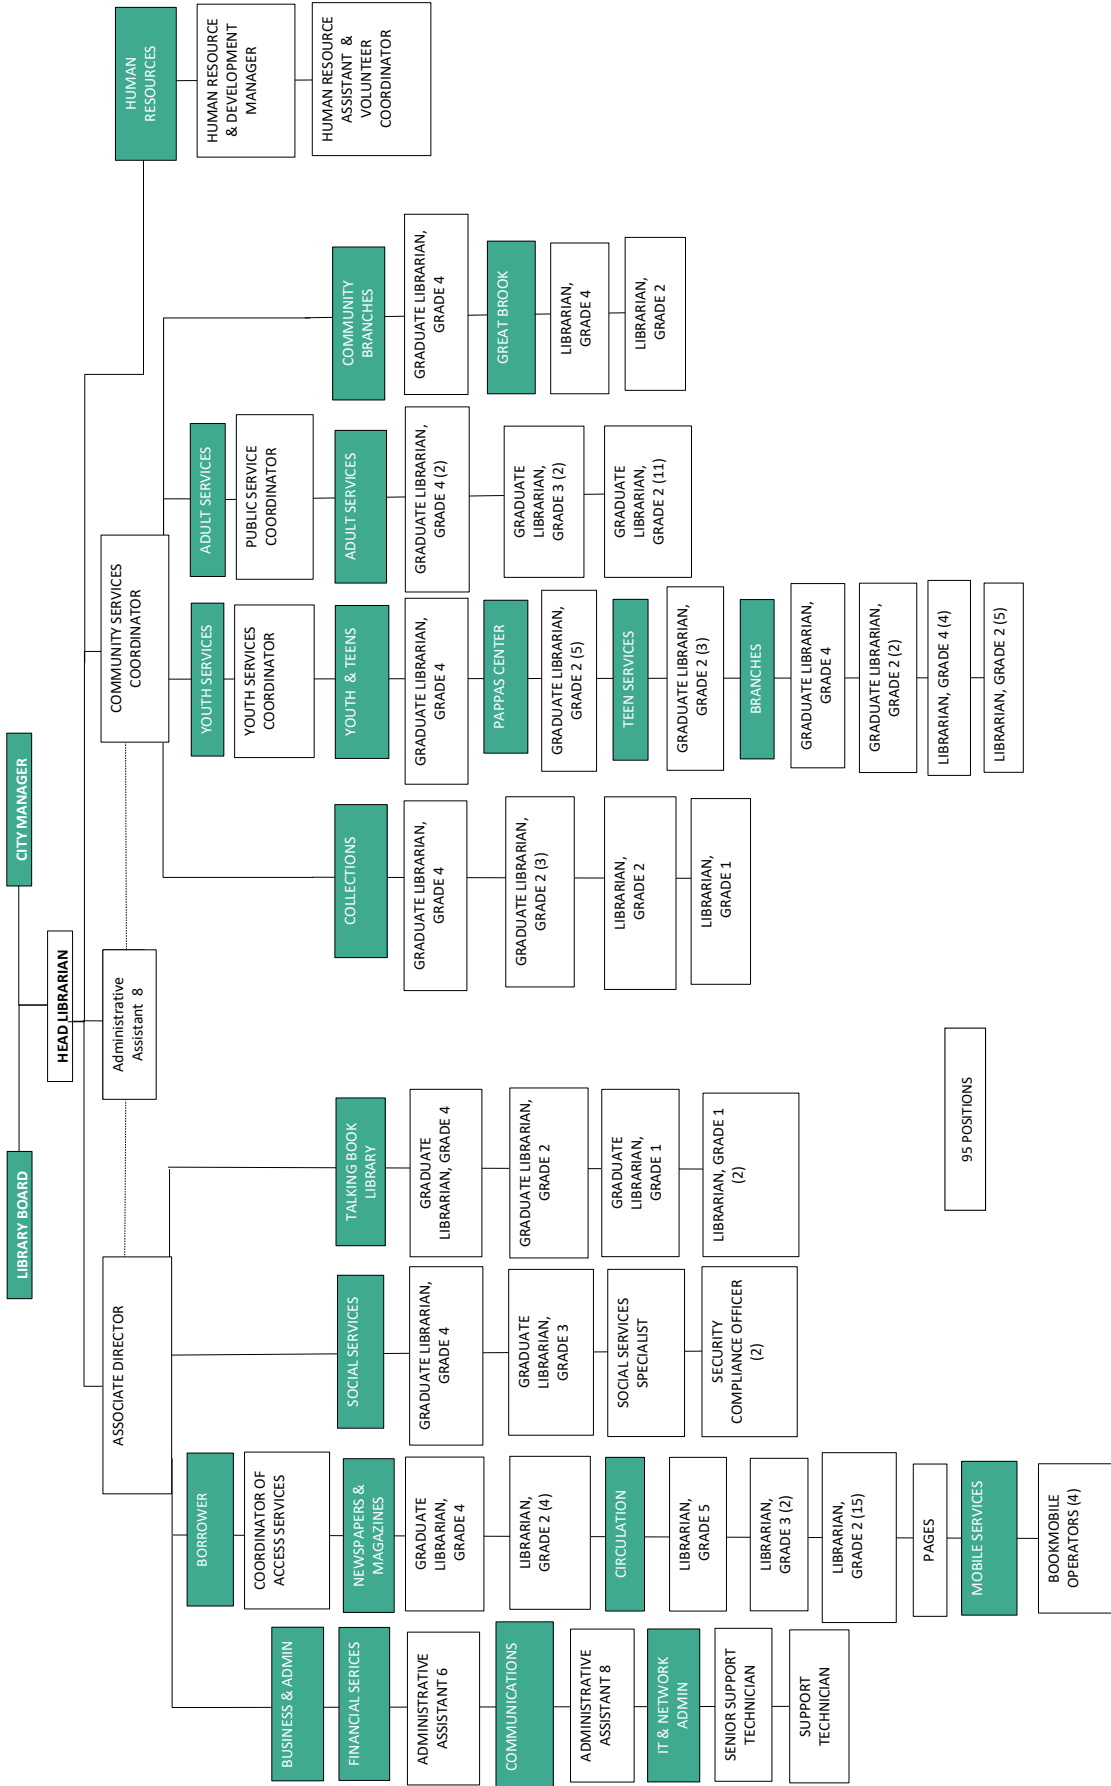 LIBRARY BOARD
CITY MANAGER
HEAD LIBRARIAN
Administrative
Assistant  8
ASSOCIATE DIRECTOR
COMMUNITY SERVICES
COORDINATOR
HUMAN
RESOURCES
HUMAN RESOURCE
& DEVELOPMENT
MANAGER
HUMAN RESOURCE
ASSISTANT  &
VOLUNTEER
COORDINATOR
BUSINESS & ADMIN
FINANCIAL SERICES
ADMINISTRATIVE
ASSISTANT 6
COMMUNICATIONS
ADMINISTRATIVE
ASSISTANT 8
IT & NETWORK
ADMIN
SENIOR SUPPORT
TECHNICIAN
SUPPORT
TECHNICIAN
BORROWER
COORDINATOR OF
ACCESS SERVICES
NEWSPAPERS &
MAGAZINES
GRADUATE
LIBRARIAN,
GRADE 4
LIBRARIAN,
GRADE 2 (4)
CIRCULATION
LIBRARIAN,
GRADE 5
LIBRARIAN,
GRADE 3 (2)
LIBRARIAN,
GRADE 2 (15)
PAGES
MOBILE SERVICES
BOOKMOBILE
OPERATORS (4)
SOCIAL SERVICES
GRADUATE LIBRARIAN,
GRADE 4
GRADUATE
LIBRARIAN,
GRADE 3
SOCIAL SERVICES
SPECIALIST
SECURITY
COMPLIANCE OFFICER
(2)
TALKING BOOK
LIBRARY
GRADUATE
LIBRARIAN, GRADE 4
GRADUATE LIBRARIAN,
GRADE 2
GRADUATE
LIBRARIAN,
GRADE 1
LIBRARIAN, GRADE 1
(2)
COLLECTIONS
GRADUATE LIBRARIAN,
GRADE 4
GRADUATE LIBRARIAN,
GRADE 2 (3)
LIBRARIAN,
GRADE 2
LIBRARIAN,
GRADE 1
YOUTH SERVICES
YOUTH SERVICES
COORDINATOR
YOUTH  & TEENS
GRADUATE LIBRARIAN,
GRADE 4
PAPPAS CENTER
GRADUATE LIBRARIAN,
GRADE 2 (5)
TEEN SERVICES
GRADUATE LIBRARIAN,
GRADE 2 (3)
BRANCHES
GRADUATE LIBRARIAN,
GRADE 4
GRADUATE LIBRARIAN,
GRADE 2 (2)
LIBRARIAN, GRADE 4 (4)
LIBRARIAN, GRADE 2 (5)
ADULT SERVICES
PUBLIC SERVICE
COORDINATOR
ADULT SERVICES
GRADUATE LIBRARIAN,
GRADE 4 (2)
GRADUATE
LIBRARIAN,
GRADE 3 (2)
GRADUATE
LIBRARIAN,
GRADE 2 (11)
COMMUNITY
BRANCHES
GRADUATE LIBRARIAN,
GRADE 4
GREAT BROOK
LIBRARIAN,
GRADE 4
LIBRARIAN,
GRADE 2
95 POSITIONS